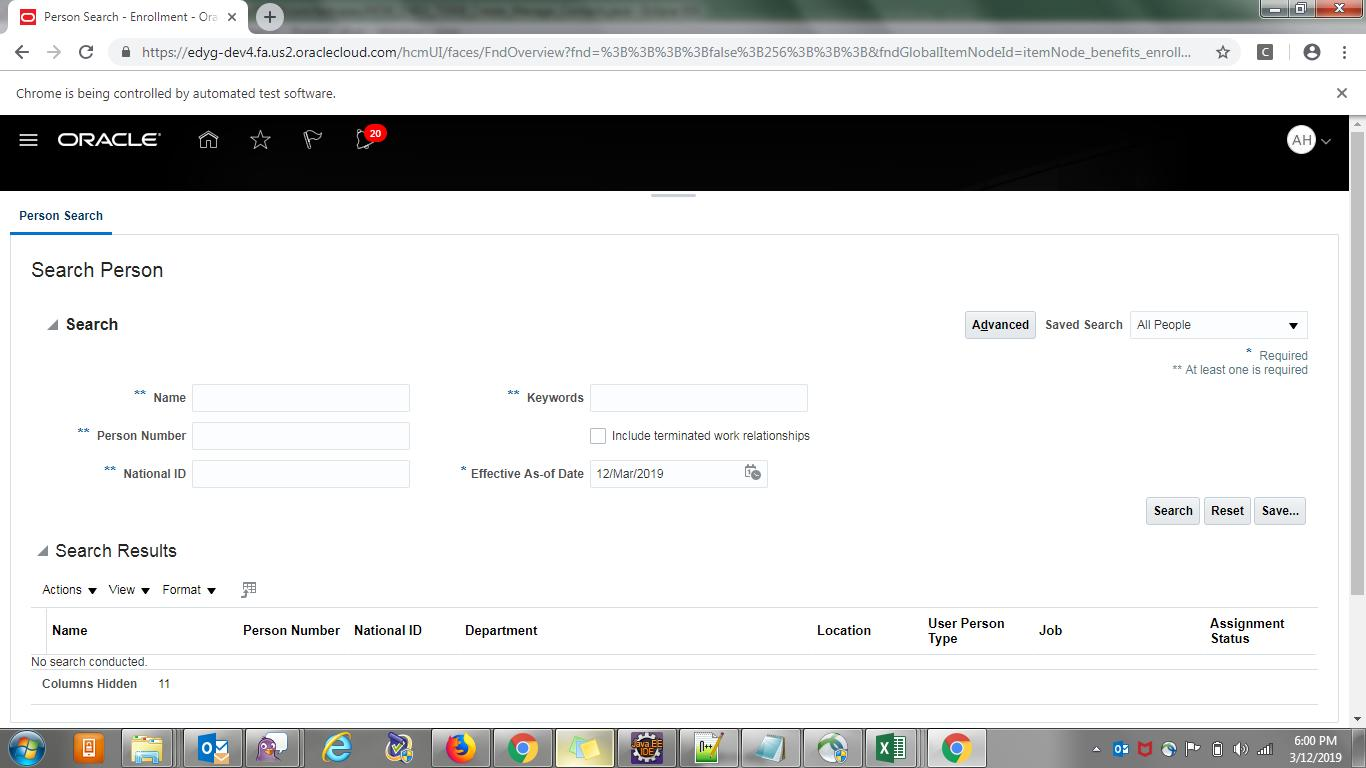 Person Search - Enrollment - Ora
https://edyg-dev4.fa.us2.oraclecloud.com/hcmUI/faces/FndOverview?fnd=%3B%3B%3B%3Bfalse%3B256%3B%3B%3B&fndGlobalItemNodeId=itemNode_benefits_enroll...
C
Chrome is being controlled by automated test software.
ORACLE
20
AH
Person Search
Search Person
Search
Advanced Saved Search All People
* Required
** At least one is required
** Name ** Keywords
** Person Number Include terminated work relationships
** National ID * Effective As-of Date 12/Mar/2019
Search Reset Save...
Search Results
Actions View Format
Name Person Number National ID Department Location User Person Type Job Assignment Status
No search conducted.
Columns Hidden 11
Java EE IDE
6:00 PM
3/12/2019